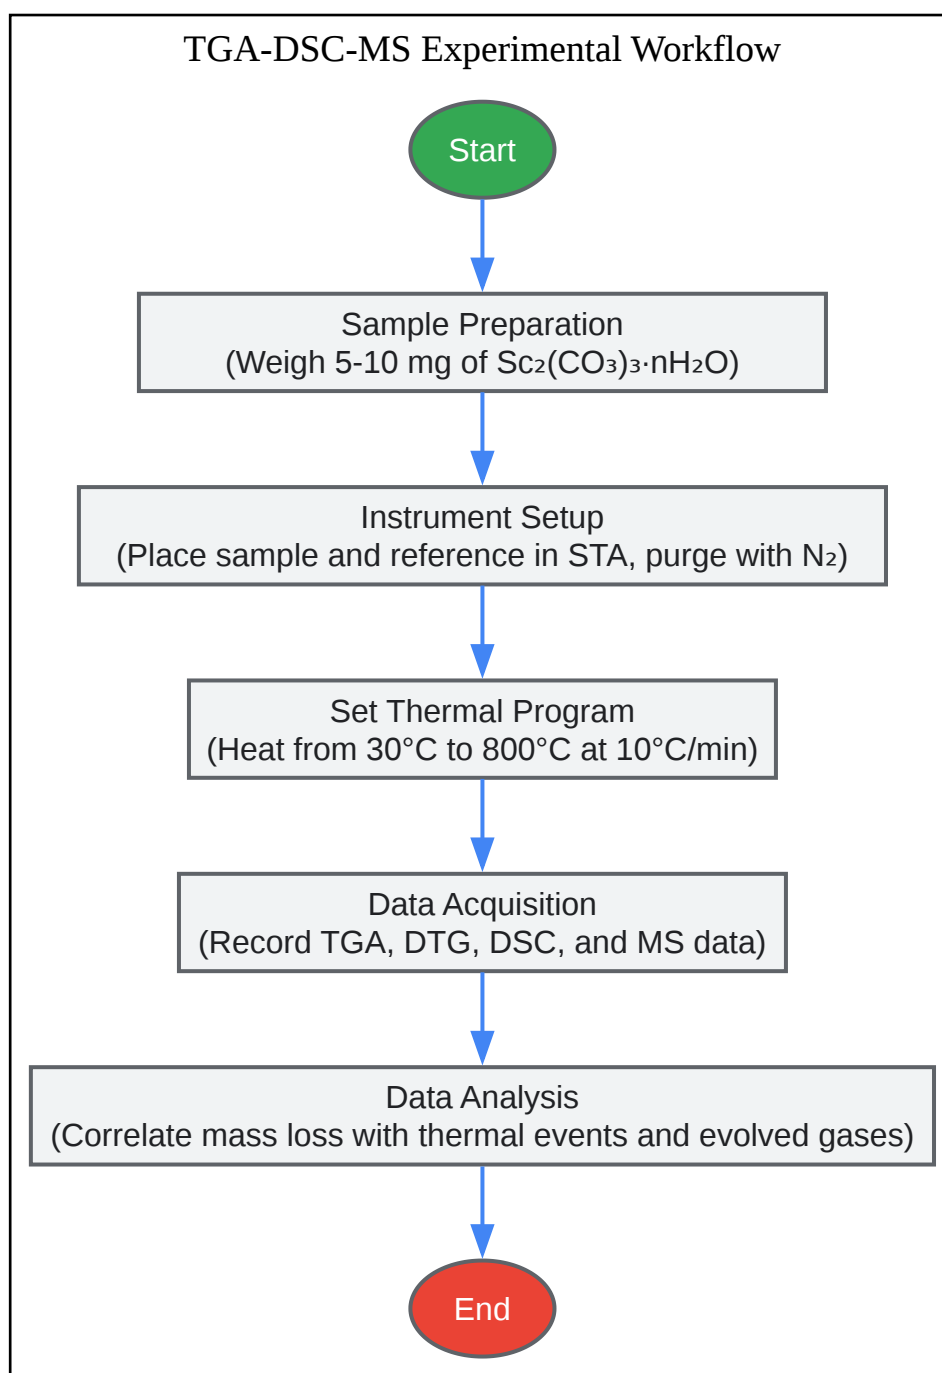 TGA-DSC-MS Experimental Workflow
Start
Sample Preparation
(Weigh 5-10 mg of Sc₂(CO₃)₃·nH₂O)
Instrument Setup
(Place sample and reference in STA, purge with N₂)
Set Thermal Program
(Heat from 30°C to 800°C at 10°C/min)
Data Acquisition
(Record TGA, DTG, DSC, and MS data)
Data Analysis
(Correlate mass loss with thermal events and evolved gases)
End